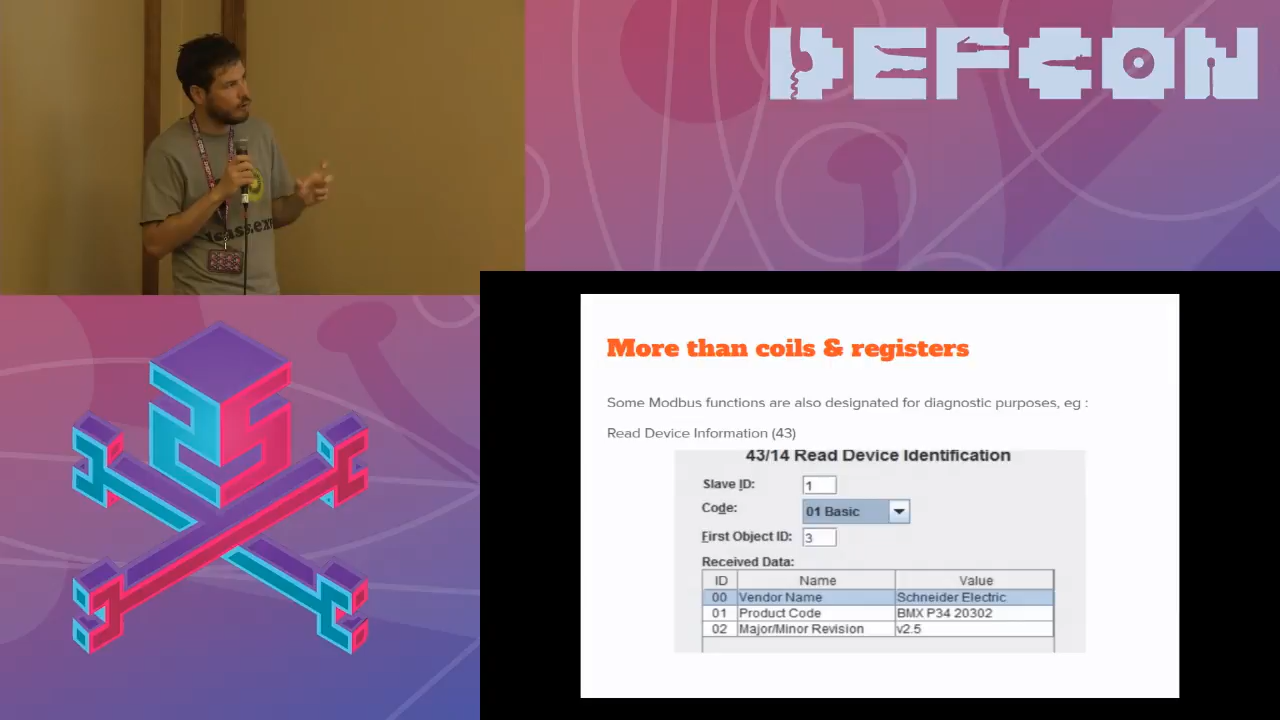 DEFCON
25
More than coils & registers
Some Modbus functions are also designated for diagnostic purposes, eg :
Read Device Information (43)
43/14 Read Device Identification
Slave ID: 1
Code: 01 Basic
First Object ID: 3
Received Data:
ID Name Value
00 Vendor Name Schneider Electric
01 Product Code BMX P34 20302
02 Major/Minor Revision v2.5